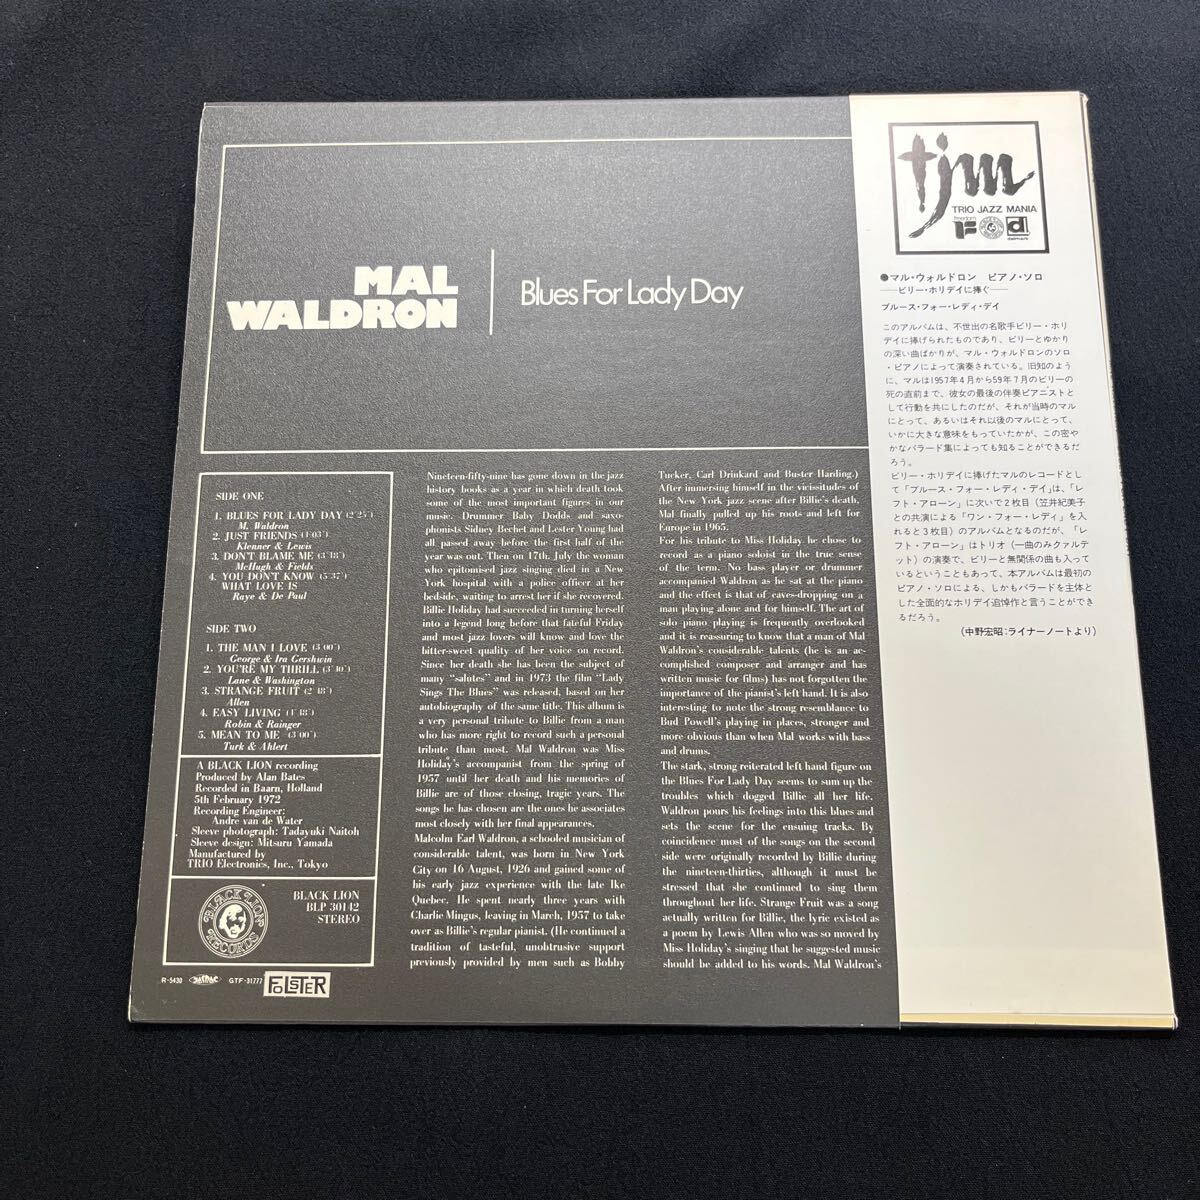 MAL
WALDRON
Blues For Lady Day
SIDE ONE
1. BLUES FOR LADY DAY (2'25")
M. Waldron
2. JUST FRIENDS
Klenner & Lewis
3. DON'T BLAME ME
McHugh & Fields
4. YOU DON'T KNOW
WHAT LOVE IS
Raye & De Paul
SIDE TWO
1. THE MAN I LOVE
George & Ira Gershwin
2. YOU'RE MY THRILL
Lane & Washington
3. STRANGE FRUIT
Allen
4. EASY LIVING
Robin & Rainger
5. MEAN TO ME
Turk & Ahlert
A BLACK LION recording
Produced by Alan Bates
Recorded in Baarn, Holland
5th February 1972
Recording Engineer:
Andre van de Water
Sleeve photograph: Tadayuki Naitoh
Sleeve design: Mitsuru Yamada
Manufactured by
TRIO Electronics, Inc., Tokyo
BLACK LION
RECORDS
BLACK LION
BLP 30142
STEREO
R-5430
GTF-31777
FOLSTER
Nineteen-fifty-nine has gone down in the jazz
history books as a year in which death took
some of the most important figures in our
music. Drummer Baby Dodds and saxo-
phonists Sidney Bechet and Lester Young had
all passed away before the first half of the
year was out. Then on 17th. July the woman
who epitomised jazz singing died in a New
York hospital with a police officer at her
bedside, waiting to arrest her if she recovered.
Billie Holiday had succeeded in turning herself
into a legend long before that fateful Friday
and most jazz lovers will know and love the
bitter-sweet quality of her voice on record.
Since her death she has been the subject of
many "salutes" and in 1973 the film "Lady
Sings The Blues" was released, based on her
autobiography of the same title. This album is
a very personal tribute to Billie from a man
who has more right to record such a personal
tribute than most. Mal Waldron was Miss
Holiday's accompanist from the spring of
1957 until her death and his memories of
Billie are of those closing, tragic years. The
songs he has chosen are the ones he associates
most closely with her final appearances.
Malcolm Earl Waldron, a schooled musician of
considerable talent, was born in New York
City on 16 August, 1926 and gained some of
his early jazz experience with the late Ike
Quebec. He spent nearly three years with
Charlie Mingus, leaving in March, 1957 to take
over as Billie's regular pianist. (He continued a
tradition of tasteful, unobtrusive support
previously provided by men such as Bobby
Tucker, Carl Drinkard and Buster Harding.)
After immersing himself in the vicissitudes of
the New York jazz scene after Billie's death,
Mal finally pulled up his roots and left for
Europe in 1965.
For his tribute to Miss Holiday, he chose to
record as a piano soloist in the true sense
of the term. No bass player or drummer
accompanied Waldron as he sat at the piano
and the effect is that of eaves-dropping on a
man playing alone and for himself. The art of
solo piano playing is frequently overlooked
and it is reassuring to know that a man of Mal
Waldron's considerable talents (he is an ac-
complished composer and arranger and has
written music for films) has not forgotten the
importance of the pianist's left hand. It is also
interesting to note the strong resemblance to
Bud Powell's playing in places, stronger and
more obvious than when Mal works with bass
and drums.
The stark, strong reiterated left hand figure on
the Blues For Lady Day seems to sum up the
troubles which dogged Billie all her life.
Waldron pours his feelings into this blues and
sets the scene for the ensuing tracks. By
coincidence most of the songs on the second
side were originally recorded by Billie during
the nineteen-thirties, although it must be
stressed that she continued to sing them
throughout her life. Strange Fruit was a song
actually written for Billie, the lyric existed as
a poem by Lewis Allen who was so moved by
Miss Holiday's singing that he suggested music
should be added to his words. Mal Waldron's
tjm
TRIO JAZZ MANIA
freedom
F
d
delmark
●マル・ウォルドロン ピアノ・ソロ
――ビリー・ホリデイに捧ぐ――
ブルース・フォー・レディ・デイ
このアルバムは、不世出の名歌手ビリー・ホリ
デイに捧げられたものであり、ビリーとゆかり
の深い曲ばかりが、マル・ウォルドロンのソロ
・ピアノによって演奏されている。旧知のよう
に、マルは1957年4月から59年7月のビリーの
死の直前まで、彼女の最後の伴奏ピアニストと
して行動を共にしたのだが、それが当時のマル
にとって、あるいはそれ以後のマルにとって、
いかに大きな意味をもっていたかが、この密や
かなバラード集によっても知ることができるだ
ろう。
ビリー・ホリデイに捧げたマルのレコードとし
て「ブルース・フォー・レディ・デイ」は、「レ
フト・アローン」に次いで2枚目（笠井紀美子
との共演による「ワン・フォー・レディ」を入
れると3枚目）のアルバムとなるのだが、「レ
フト・アローン」はトリオ（一曲のみクァルテ
ット）の演奏で、ビリーと無関係の曲も入って
いるということもあって、本アルバムは最初の
ピアノ・ソロによる、しかもバラードを主体と
した全面的なホリデイ追悼作と言うことができ
るだろう。
（中野宏昭：ライナーノートより）